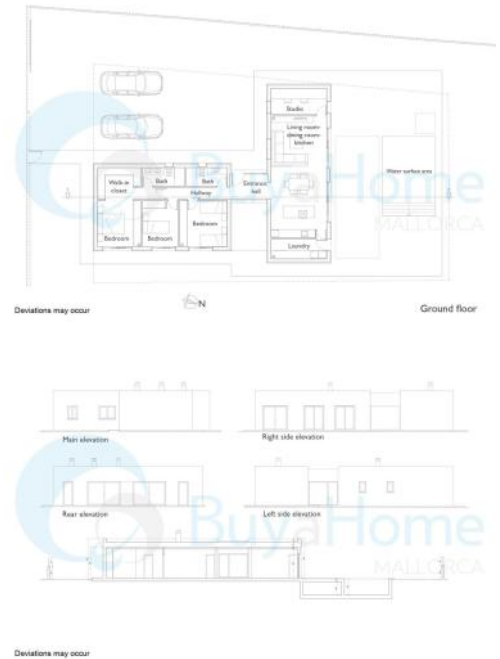 Studio
Living room-
dining room-
kitchen
Walk-in
closet
Bath
Bath
Entrance
hall
Water surface area
Hallway
Bedroom
Bedroom
Bedroom
Laundry
BuyaHome
MALLORCA
Deviations may occur
N
Ground floor
Main elevation
Right side elevation
Rear elevation
Left side elevation
BuyaHome
MALLORCA
Deviations may occur